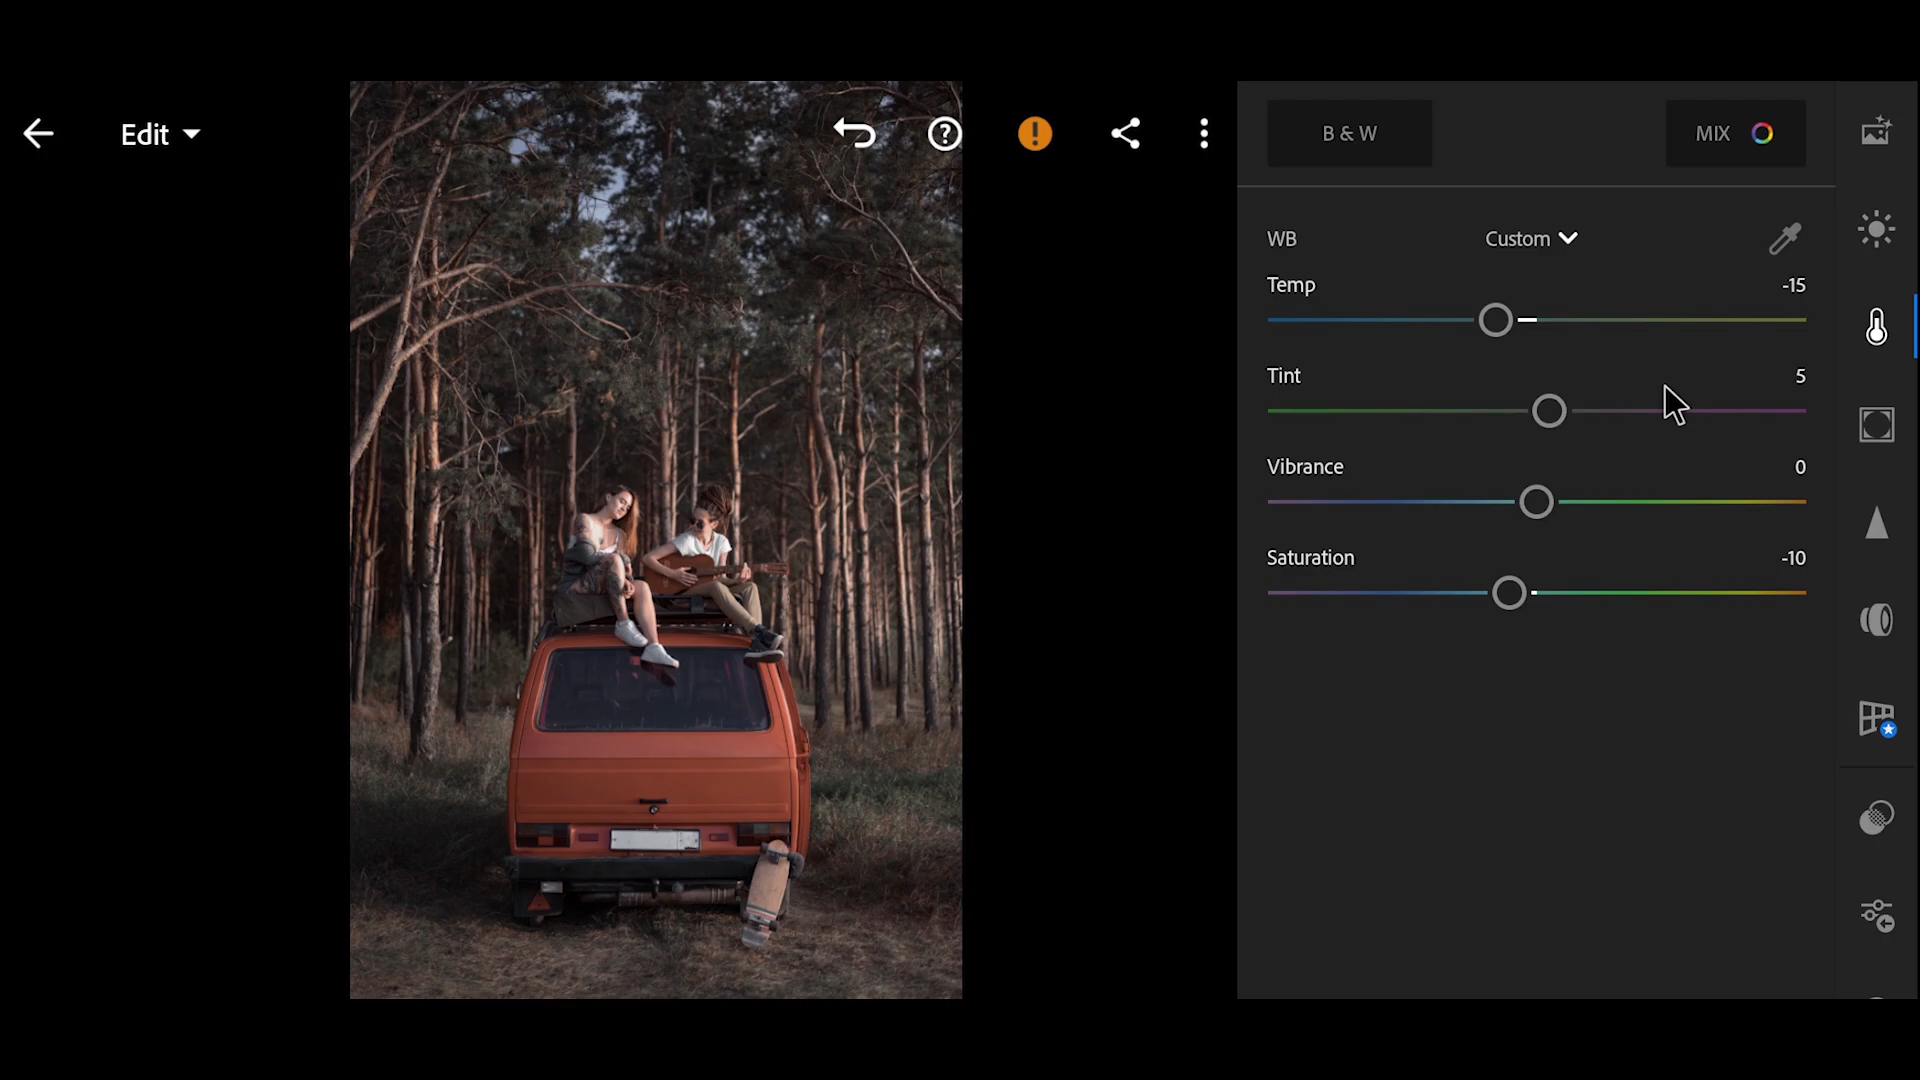 Edit
B & W
MIX
WB
Custom
Temp
-15
Tint
5
Vibrance
0
Saturation
-10